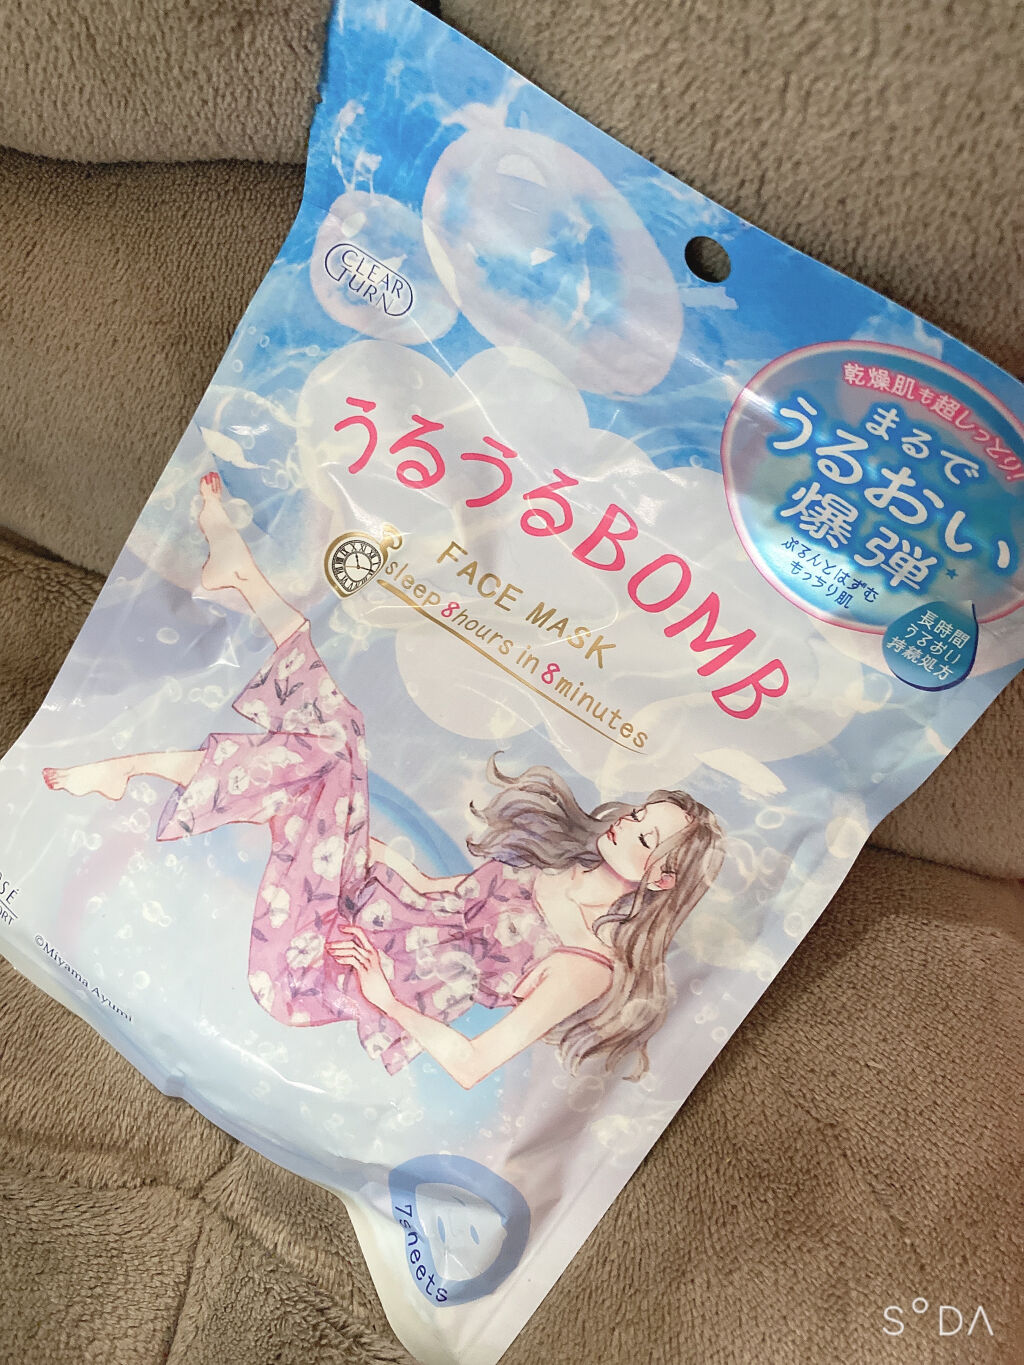 CLEAR
TURN
乾燥肌も超しっとり!
まるで
うるおい
爆弾★
ぷるんとはずむ
もっちり肌
長時間
うるおい
持続処方
うるうるBOMB
FACE MASK
sleep 8hours in 8minutes
©Miyama Ayumi
7sheets
SODA